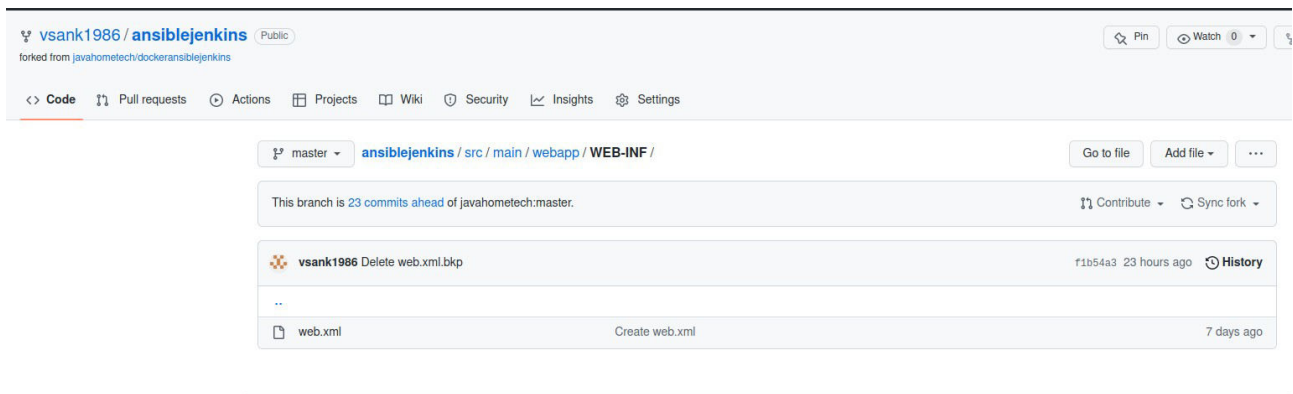 vsank1986 / ansiblejenkins Public
Pin Watch 0
forked from javahometech/dockeransiblejenkins
<> Code Pull requests Actions Projects Wiki Security Insights Settings
master ansiblejenkins / src / main / webapp / WEB-INF / Go to file Add file ...
This branch is 23 commits ahead of javahometech:master. Contribute Sync fork
vsank1986 Delete web.xml.bkp f1b54a3 23 hours ago History
..
web.xml Create web.xml 7 days ago